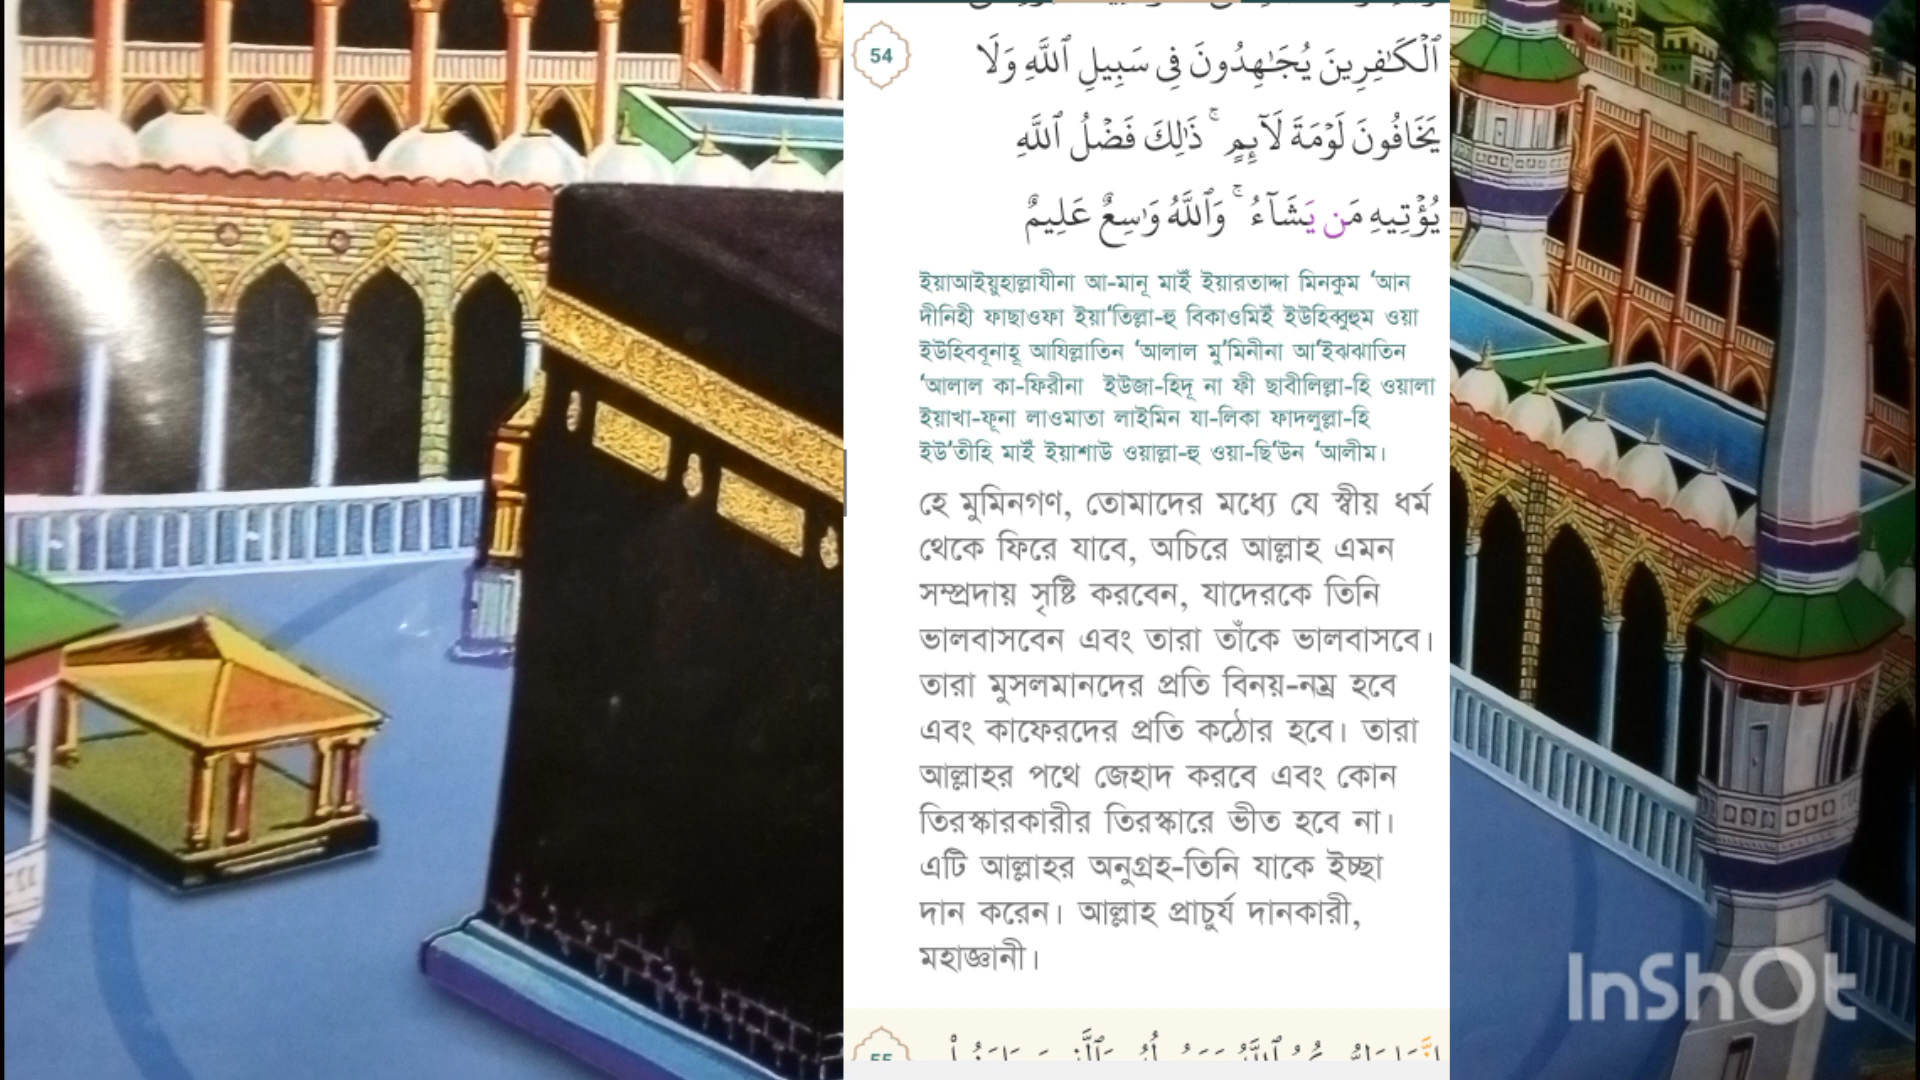 54
ٱلْكَـٰفِرِينَ يُجَـٰهِدُونَ فِى سَبِيلِ ٱللَّهِ وَلَا
يَخَافُونَ لَوْمَةَ لَآئِمٍ ۚ ذَٰلِكَ فَضْلُ ٱللَّهِ
يُؤْتِيهِ مَن يَشَآءُ ۚ وَٱللَّهُ وَٰسِعٌ عَلِيمٌ
ইয়াআইয়ুহাল্লাযীনা আ-মানূ মাইঁ ইয়ারতাদ্দা মিনকুম ‘আন
দীনিহী ফাছাওফা ইয়া’তিল্লা-হু বিকাওমিইঁ ইউহিব্বুহুম ওয়া
ইউহিববূনাহূ আযিল্লাতিন ‘আলাল মু’মিনীনা আ‘ইঝঝাতিন
‘আলাল কা-ফিরীনা ইউজা-হিদূ না ফী ছাবীলিল্লা-হি ওয়ালা
ইয়াখা-ফূনা লাওমাতা লাইমিন যা-লিকা ফাদলুল্লা-হি
ইউ’তীহি মাইঁ ইয়াশাউ ওয়াল্লা-হু ওয়া-ছি‘উন ‘আলীম।
হে মুমিনগণ, তোমাদের মধ্যে যে স্বীয় ধর্ম
থেকে ফিরে যাবে, অচিরে আল্লাহ এমন
সম্প্রদায় সৃষ্টি করবেন, যাদেরকে তিনি
ভালবাসবেন এবং তারা তাঁকে ভালবাসবে।
তারা মুসলমানদের প্রতি বিনয়-নম্র হবে
এবং কাফেরদের প্রতি কঠোর হবে। তারা
আল্লাহর পথে জেহাদ করবে এবং কোন
তিরস্কারকারীর তিরস্কারে ভীত হবে না।
এটি আল্লাহর অনুগ্রহ-তিনি যাকে ইচ্ছা
দান করেন। আল্লাহ প্রাচুর্য দানকারী,
মহাজ্ঞানী।
55
InShOt